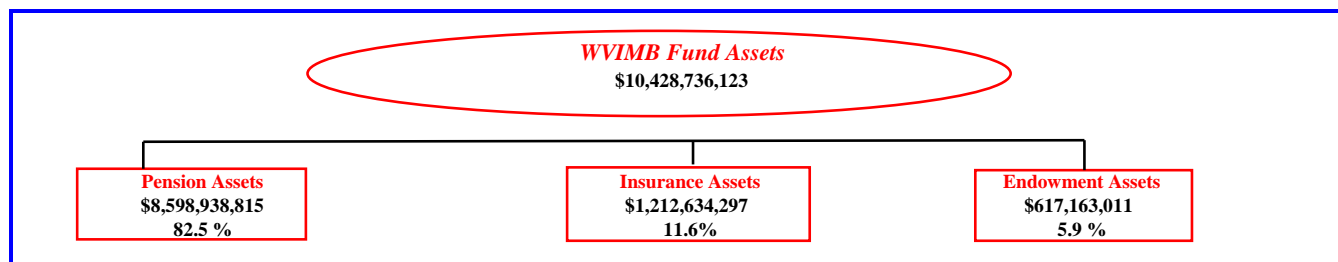 WVIMB Fund Assets
$10,428,736,123
Pension Assets
$8,598,938,815
82.5 %
Insurance Assets
$1,212,634,297
11.6%
Endowment Assets
$617,163,011
5.9 %